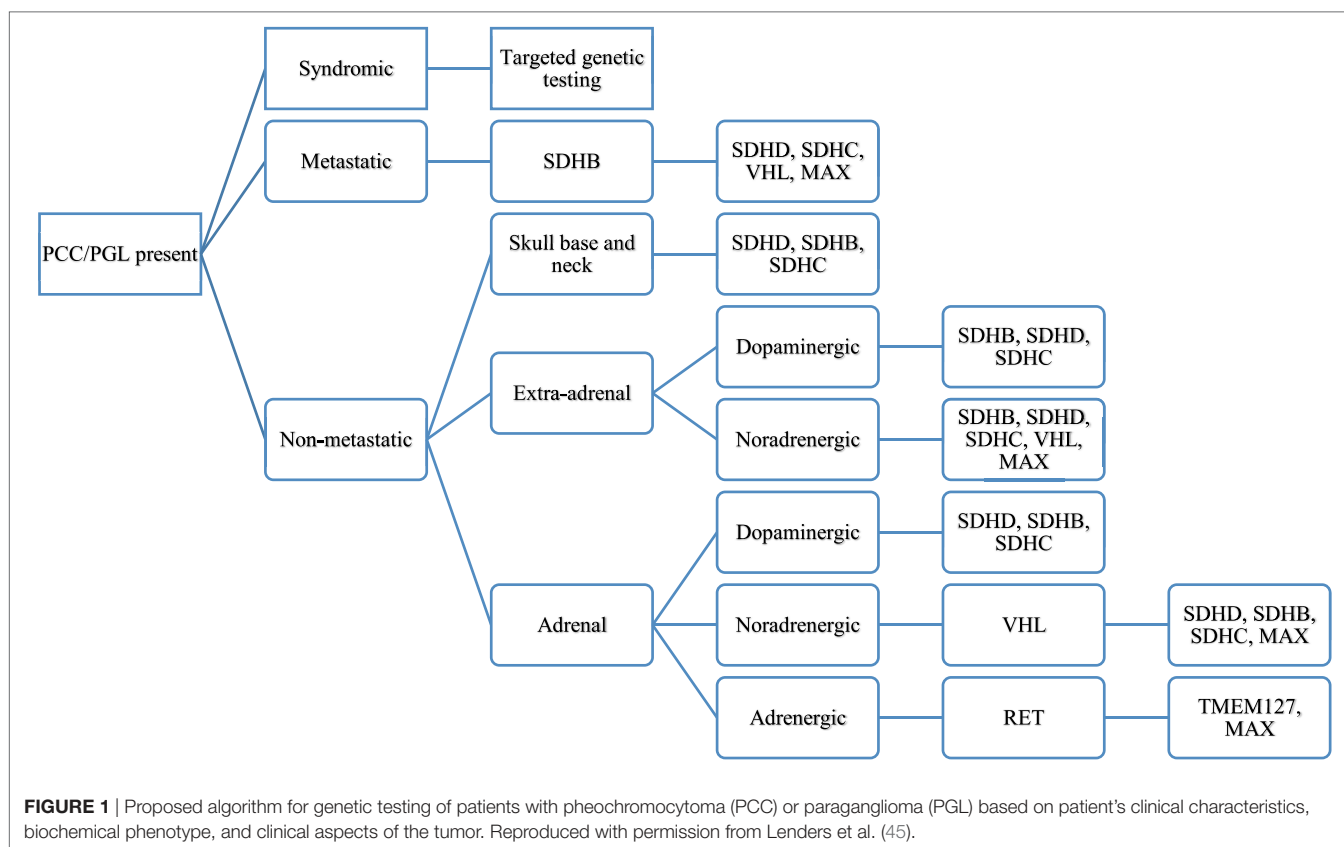 Syndromic
Targeted genetic
testing
Metastatic
SDHB
SDHD, SDHC,
VHL, MAX
PCC/PGL present
Skull base and
neck
SDHD, SDHB,
SDHC
Non-metastatic
Extra-adrenal
Dopaminergic
SDHB, SDHD,
SDHC
Noradrenergic
SDHB, SDHD,
SDHC, VHL,
MAX
Adrenal
Dopaminergic
SDHD, SDHB,
SDHC
Noradrenergic
VHL
SDHD, SDHB,
SDHC, MAX
Adrenergic
RET
TMEM127,
MAX
FIGURE 1 | Proposed algorithm for genetic testing of patients with pheochromocytoma (PCC) or paraganglioma (PGL) based on patient's clinical characteristics,
biochemical phenotype, and clinical aspects of the tumor. Reproduced with permission from Lenders et al. (45).